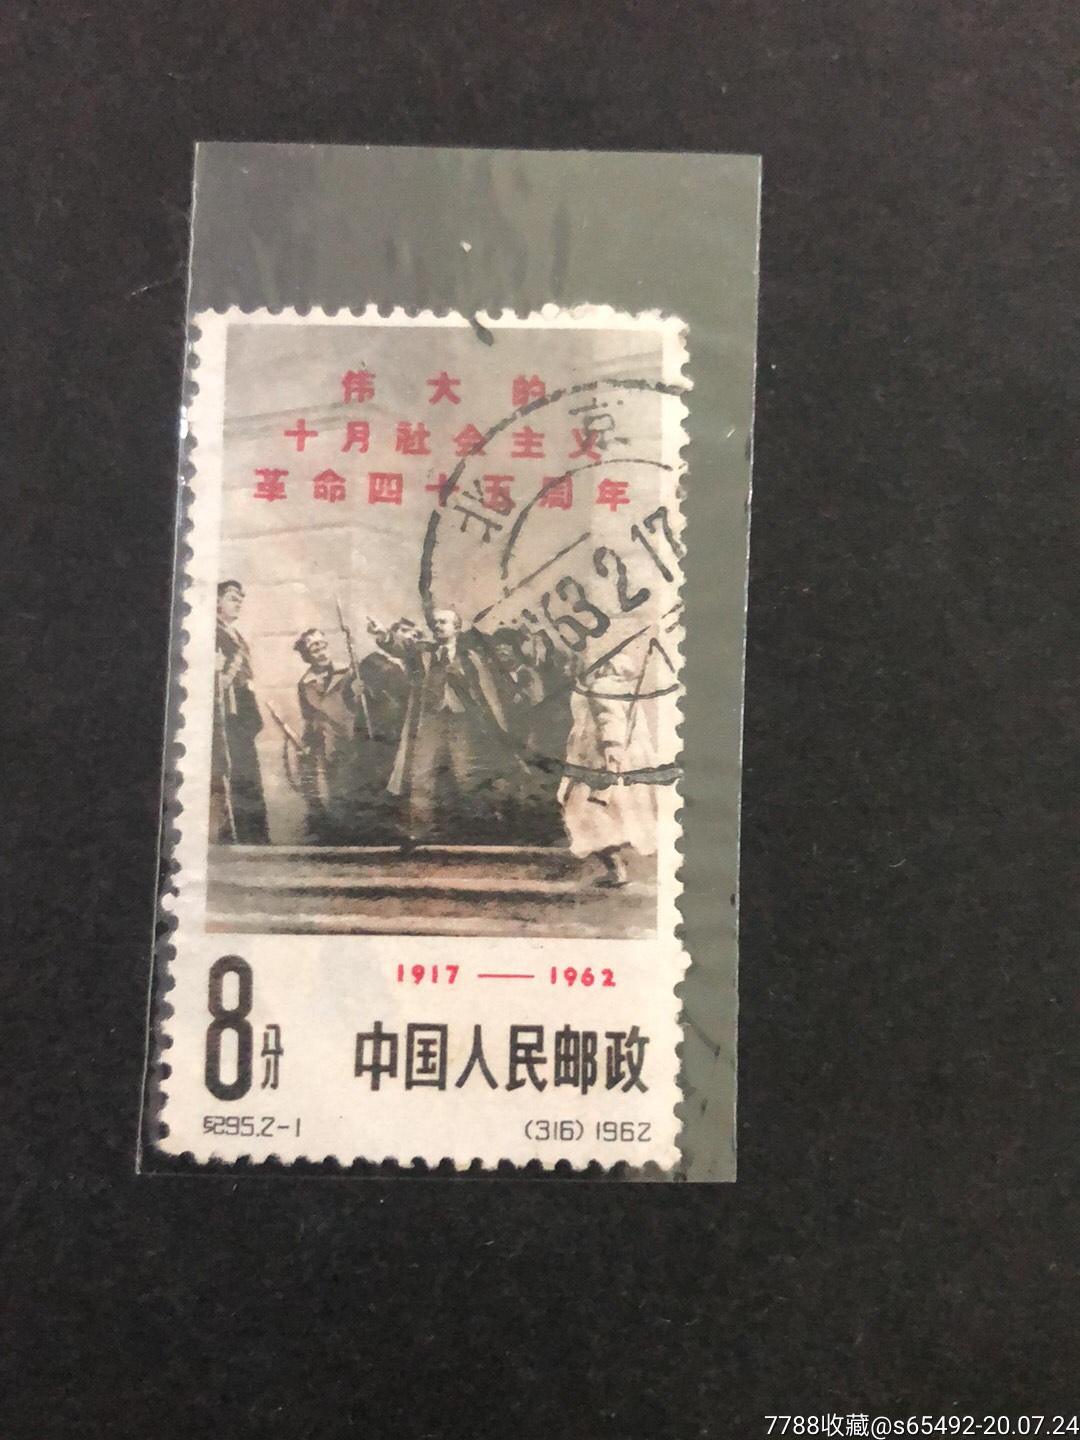 伟大的
十月社会主义
革命四十五周年
北京
1963.2.17
17
1917 — 1962
8分
中国人民邮政
纪95.2-1
(316) 1962
7788收藏@s65492-20.07.24